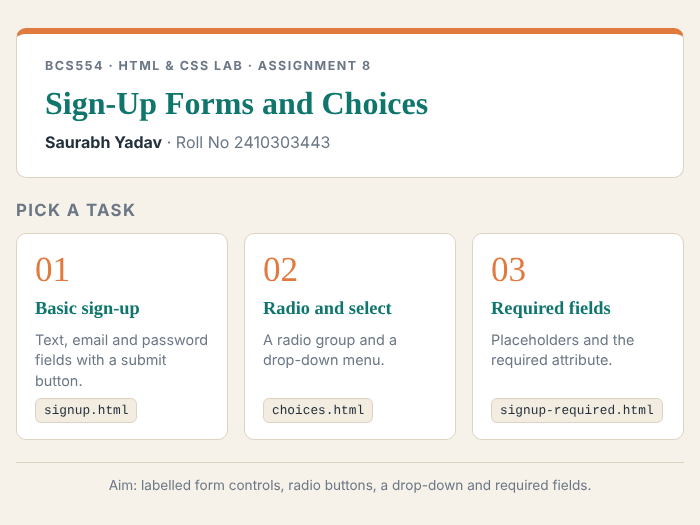 BCS554 · HTML & CSS LAB · ASSIGNMENT 8
Sign-Up Forms and Choices
Saurabh Yadav · Roll No 2410303443
PICK A TASK
01
Basic sign-up
Text, email and password
fields with a submit
button.
signup.html
02
Radio and select
A radio group and a
drop-down menu.
choices.html
03
Required fields
Placeholders and the
required attribute.
signup-required.html
Aim: labelled form controls, radio buttons, a drop-down and required fields.